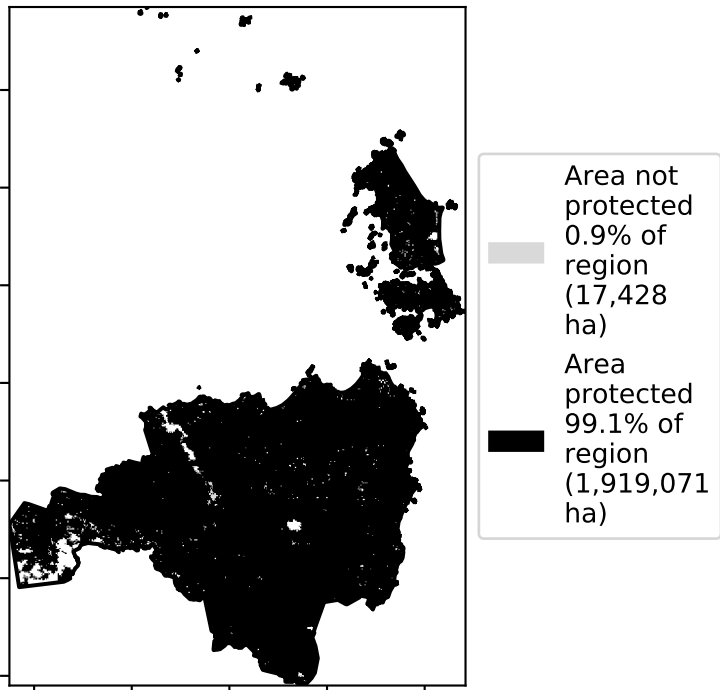 Area not
protected
0.9% of
region
(17,428
ha)
Area
protected
99.1% of
region
(1,919,071
ha)